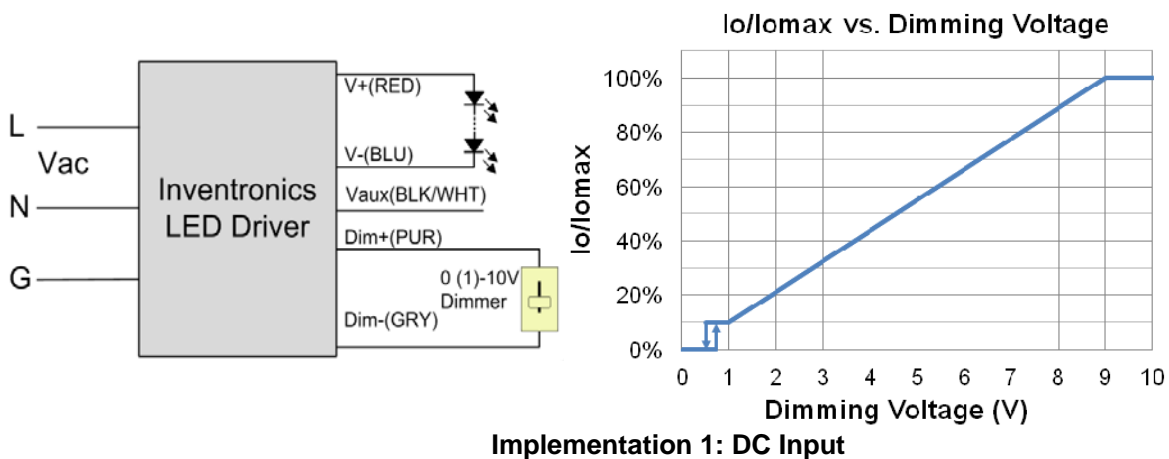 L
Vac
N
G
Inventronics
LED Driver
V+(RED)
V-(BLU)
Vaux(BLK/WHT)
Dim+(PUR)
0 (1)-10V
Dimmer
Dim-(GRY)
Io/Iomax vs. Dimming Voltage
Io/Iomax
100%
80%
60%
40%
20%
0%
0 1 2 3 4 5 6 7 8 9 10
Dimming Voltage (V)
Implementation 1: DC Input